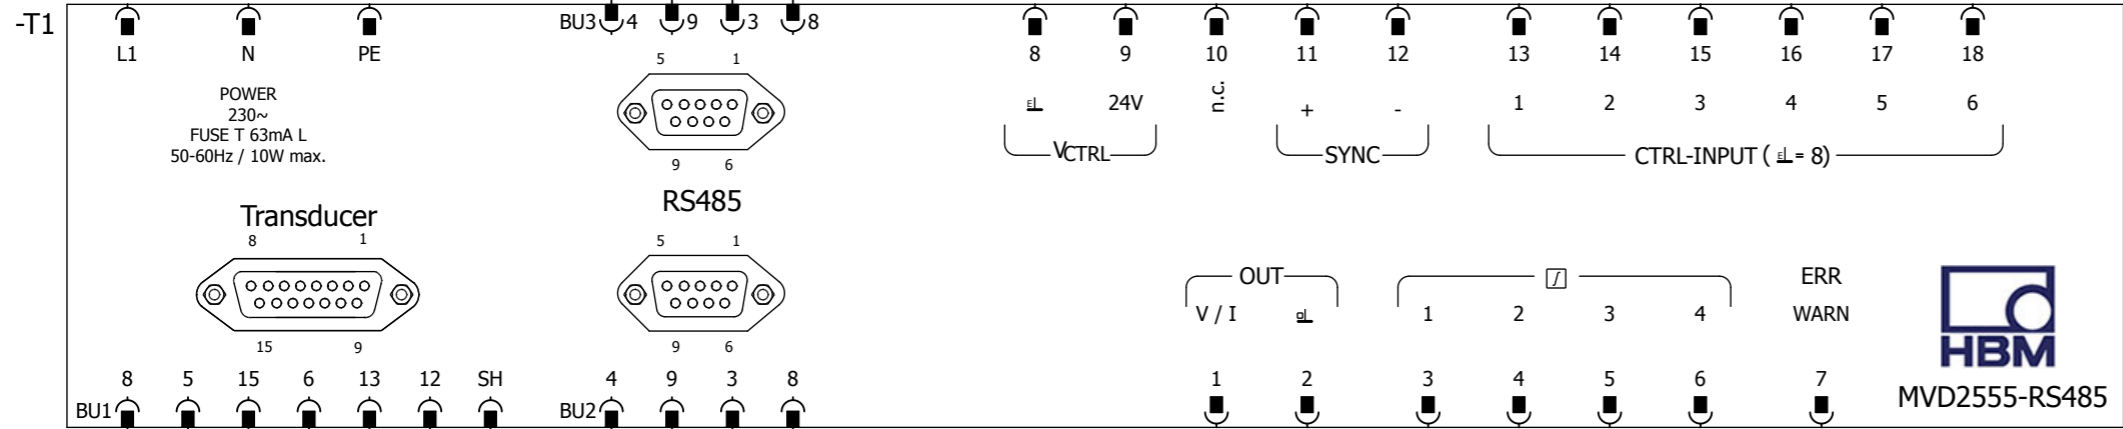 -T1
L1 N PE
BU3 4 9 3 8
8 9 10 11 12 13 14 15 16 17 18
5 1
POWER
230~
FUSE T 63mA L
50-60Hz / 10W max.
24V n.c. + - 1 2 3 4 5 6
VCTRL SYNC CTRL-INPUT ( = 8)
9 6
RS485
Transducer
8 1
5 1
OUT ERR
V / I 1 2 3 4 WARN
15 9
9 6
HBM
MVD2555-RS485
8 5 15 6 13 12 SH
BU1
4 9 3 8
BU2
1 2 3 4 5 6 7